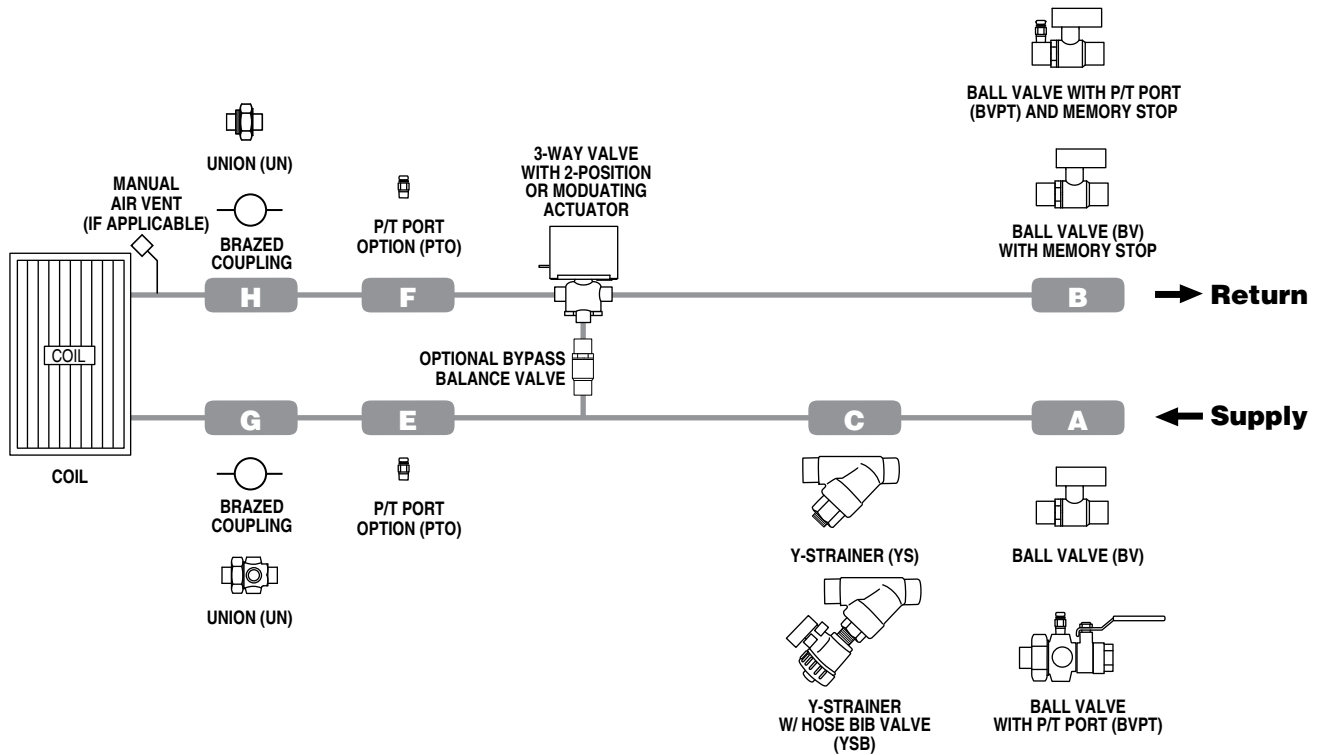 BALL VALVE WITH P/T PORT
(BVPT) AND MEMORY STOP
UNION (UN)
3-WAY VALVE
WITH 2-POSITION
OR MODUATING
ACTUATOR
MANUAL
AIR VENT
(IF APPLICABLE)
P/T PORT
OPTION (PTO)
BALL VALVE (BV)
WITH MEMORY STOP
BRAZED
COUPLING
H
F
B
Return
COIL
OPTIONAL BYPASS
BALANCE VALVE
G
E
C
A
Supply
COIL
BRAZED
COUPLING
P/T PORT
OPTION (PTO)
Y-STRAINER (YS)
BALL VALVE (BV)
UNION (UN)
Y-STRAINER
W/ HOSE BIB VALVE
(YSB)
BALL VALVE
WITH P/T PORT (BVPT)